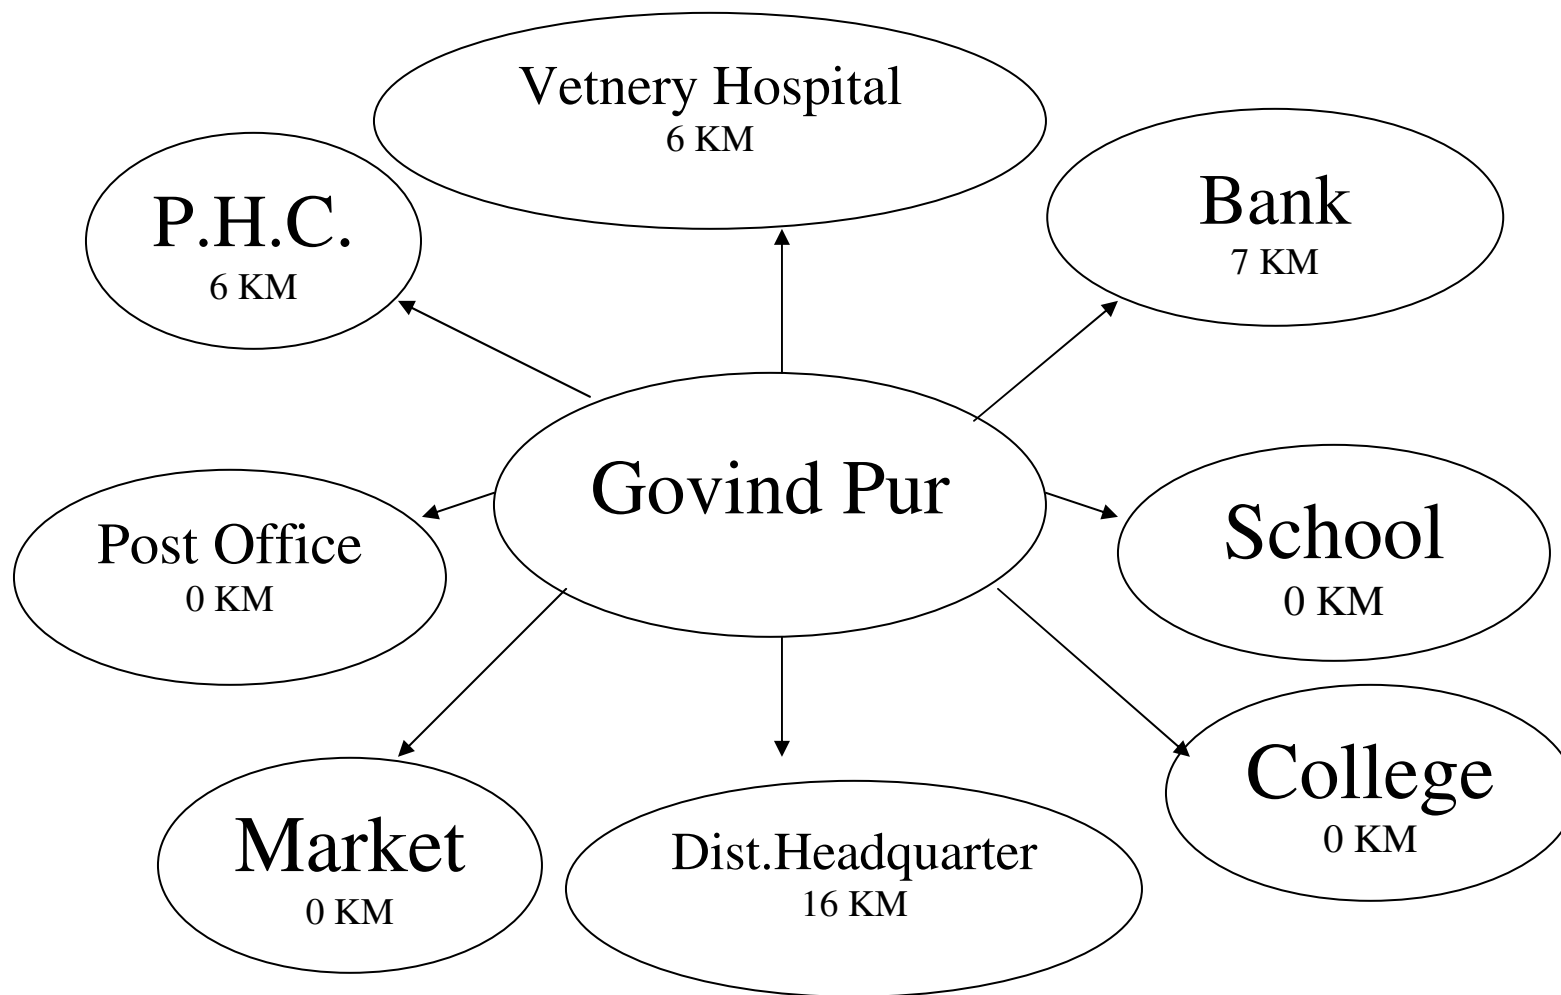 Vetnery Hospital
6 KM
P.H.C.
6 KM
Bank
7 KM
Govind Pur
Post Office
0 KM
School
0 KM
Market
0 KM
Dist.Headquarter
16 KM
College
0 KM